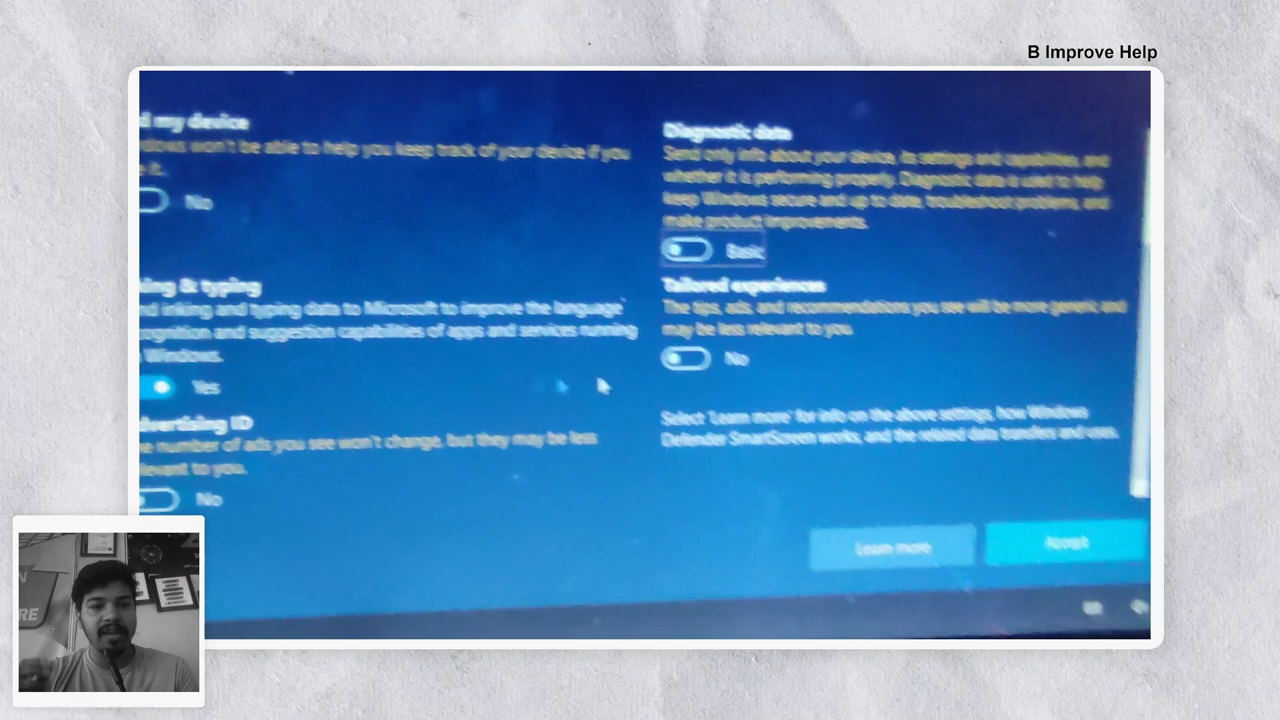 B Improve Help
d my device
dows won't be able to help you keep track of your device if you
e it.
No
ing & typing
d inking and typing data to Microsoft to improve the language
ognition and suggestion capabilities of apps and services running
Windows.
Yes
vertising ID
e number of ads you see won't change, but they may be less
levant to you.
No
Diagnostic data
Send only info about your device, its settings and capabilities, and
whether it is performing properly. Diagnostic data is used to help
keep Windows secure and up to date, troubleshoot problems, and
make product improvements.
Basic
Tailored experiences
The tips, ads, and recommendations you see will be more generic and
may be less relevant to you.
No
Select 'Learn more' for info on the above settings, how Windows
Defender SmartScreen works, and the related data transfers and uses.
Learn more
Accept
N
RE